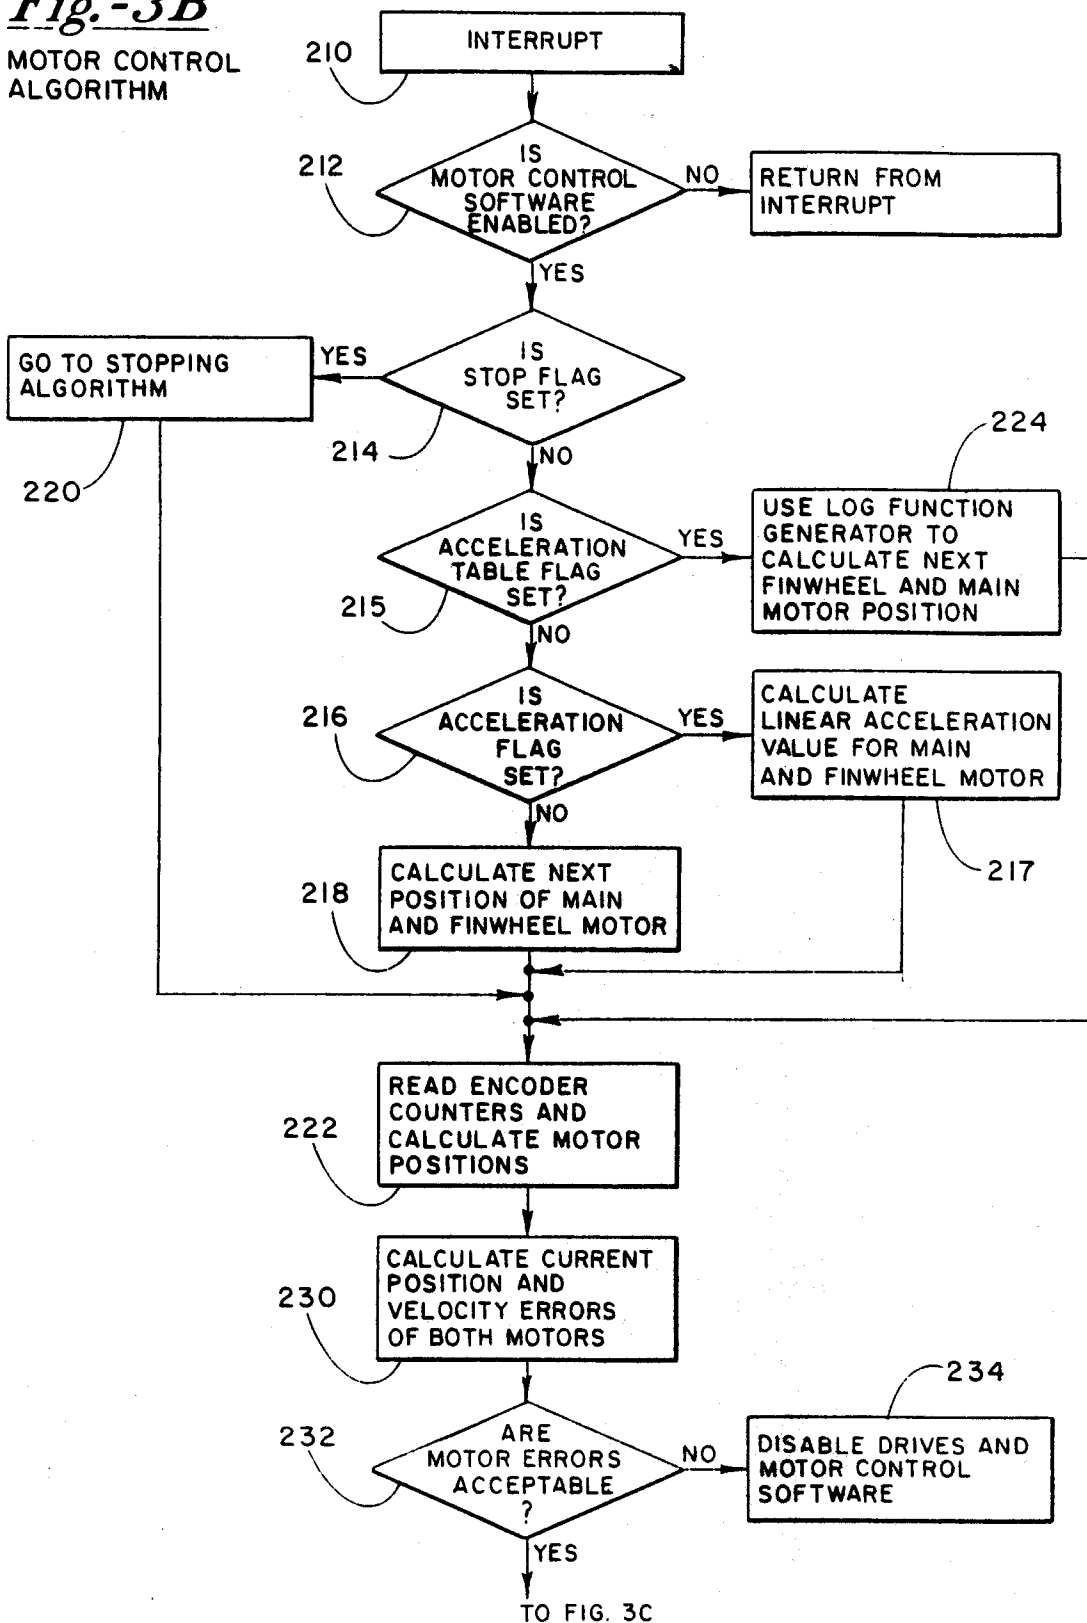 Fig.-3B
MOTOR CONTROL
ALGORITHM
210
INTERRUPT
212
IS
MOTOR CONTROL
SOFTWARE
ENABLED?
NO
RETURN FROM
INTERRUPT
YES
GO TO STOPPING
ALGORITHM
YES
IS
STOP FLAG
SET?
214
220
NO
224
IS
ACCELERATION
TABLE FLAG
SET?
215
YES
USE LOG FUNCTION
GENERATOR TO
CALCULATE NEXT
FINWHEEL AND MAIN
MOTOR POSITION
NO
216
IS
ACCELERATION
FLAG
SET?
YES
CALCULATE
LINEAR ACCELERATION
VALUE FOR MAIN
AND FINWHEEL MOTOR
217
NO
218
CALCULATE NEXT
POSITION OF MAIN
AND FINWHEEL MOTOR
222
READ ENCODER
COUNTERS AND
CALCULATE MOTOR
POSITIONS
230
CALCULATE CURRENT
POSITION AND
VELOCITY ERRORS
OF BOTH MOTORS
232
ARE
MOTOR ERRORS
ACCEPTABLE
?
NO
234
DISABLE DRIVES AND
MOTOR CONTROL
SOFTWARE
YES
TO FIG. 3C